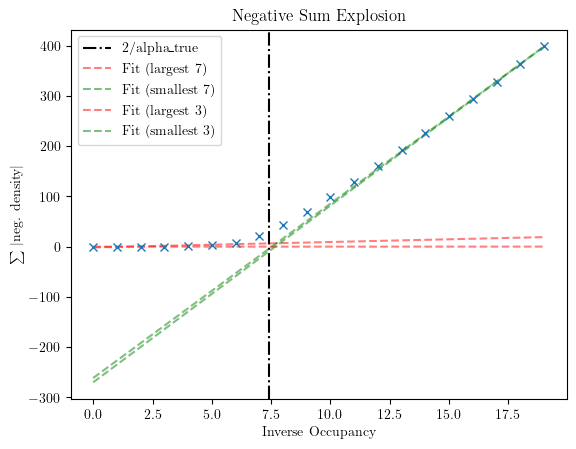 Negative Sum Explosion
2/alpha_true
Fit (largest 7)
Fit (smallest 7)
Fit (largest 3)
Fit (smallest 3)
∑ |neg. density|
400
300
200
100
0
−100
−200
−300
0.0 2.5 5.0 7.5 10.0 12.5 15.0 17.5
Inverse Occupancy